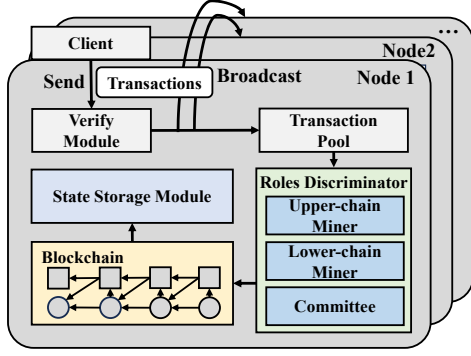 ...
Client
Node2
Send
Transactions
Broadcast
Node 1
Verify
Module
Transaction
Pool
State Storage Module
Roles Discriminator
Upper-chain
Miner
Blockchain
Lower-chain
Miner
Committee